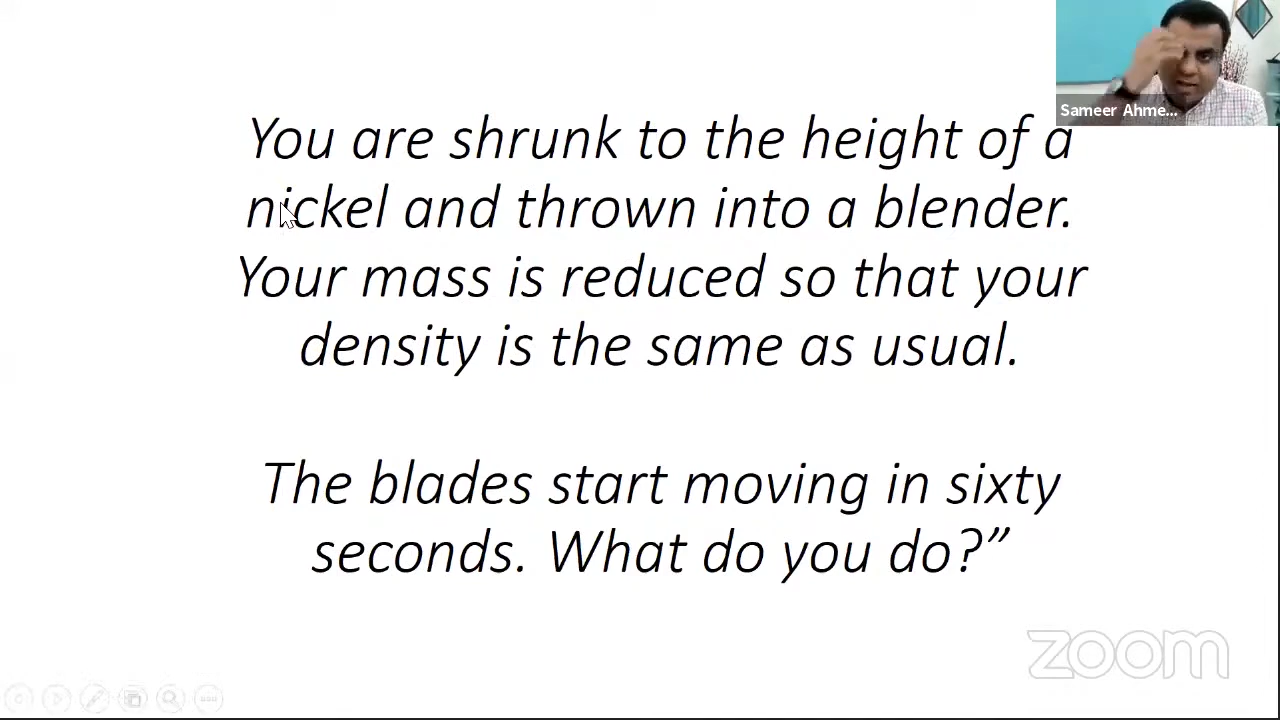 Sameer Ahme...
You are shrunk to the height of a
nickel and thrown into a blender.
Your mass is reduced so that your
density is the same as usual.
The blades start moving in sixty
seconds. What do you do?”
zoom